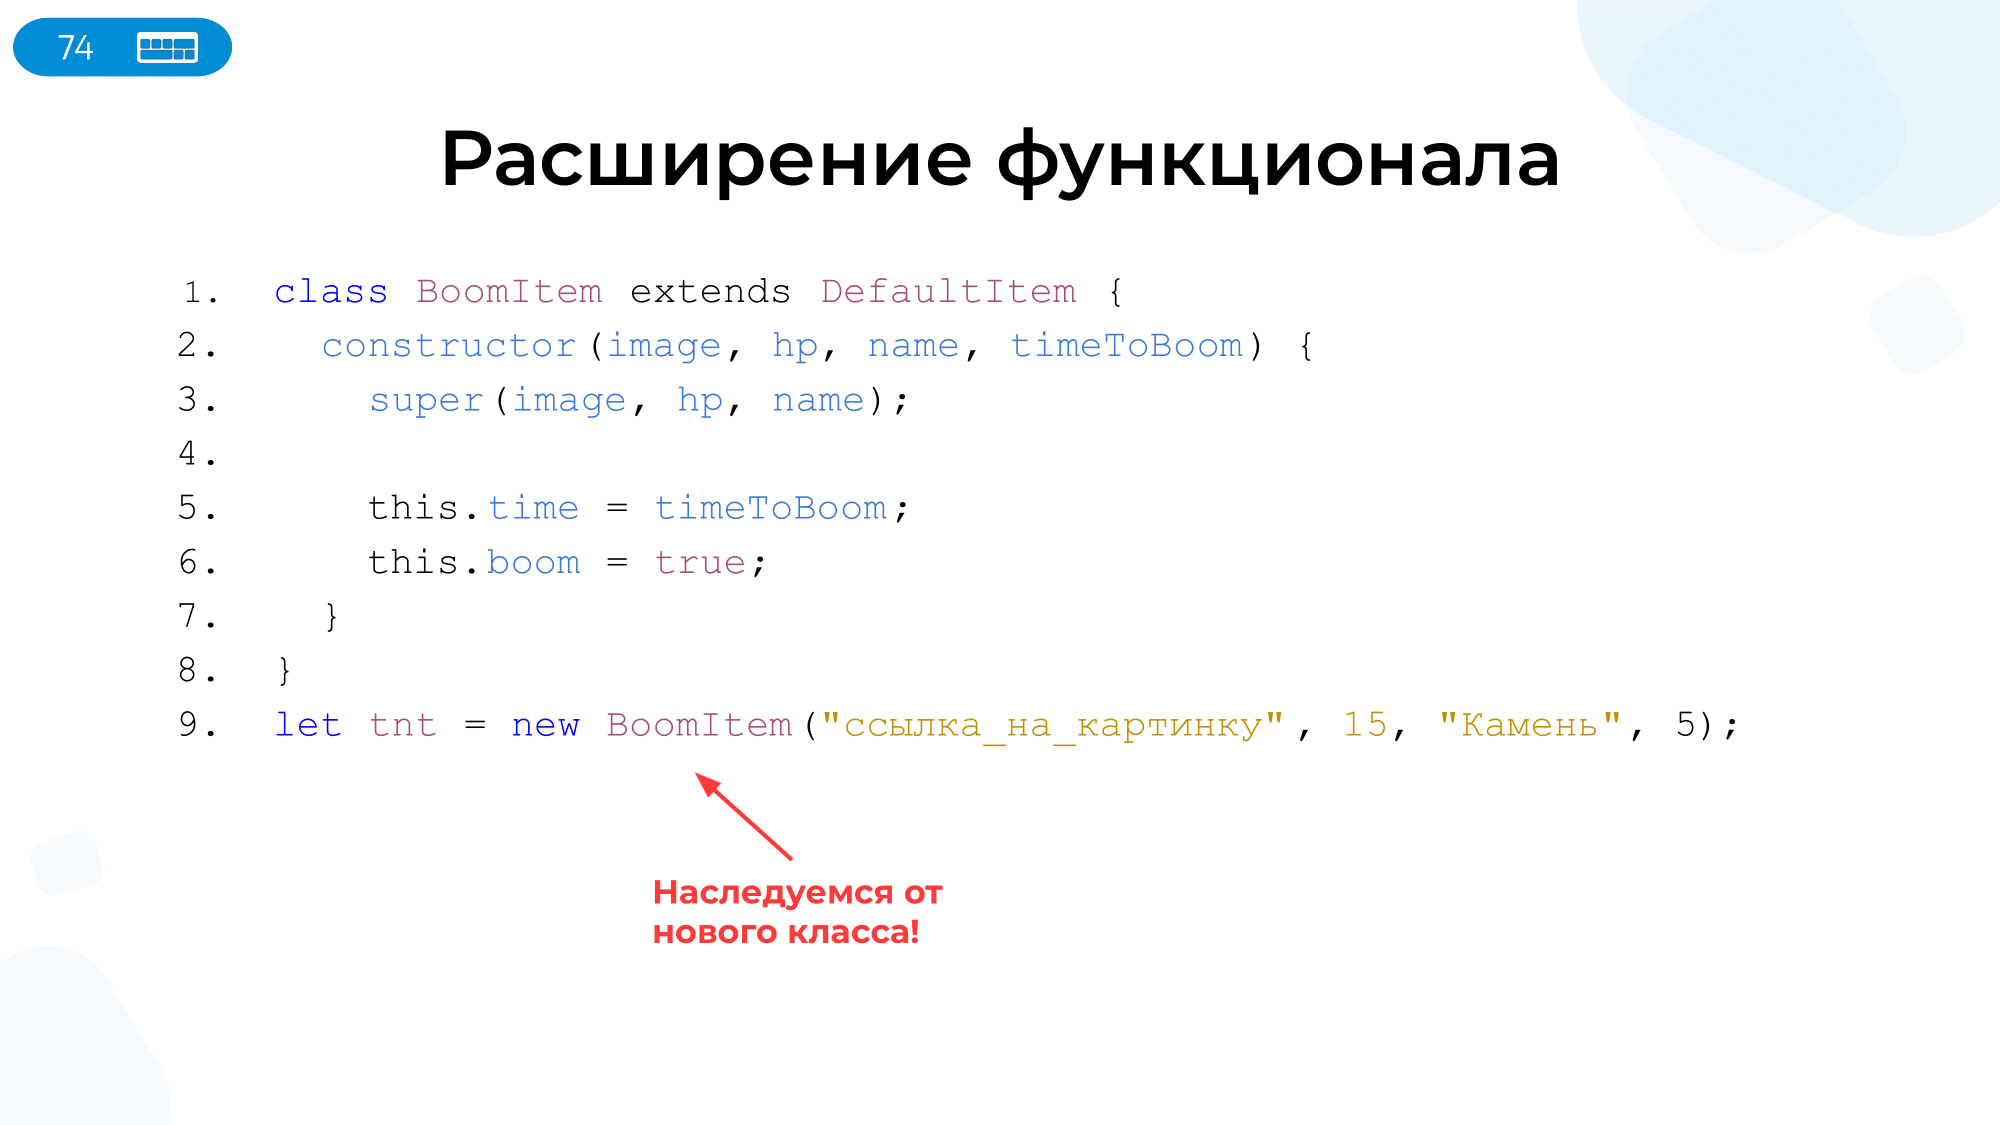 74
Расширение функционала
1. class BoomItem extends DefaultItem {
2. constructor(image, hp, name, timeToBoom) {
3. super(image, hp, name);
4.
5. this.time = timeToBoom;
6. this.boom = true;
7. }
8. }
9. let tnt = new BoomItem("ссылка_на_картинку", 15, "Камень", 5);
Наследуемся от
нового класса!